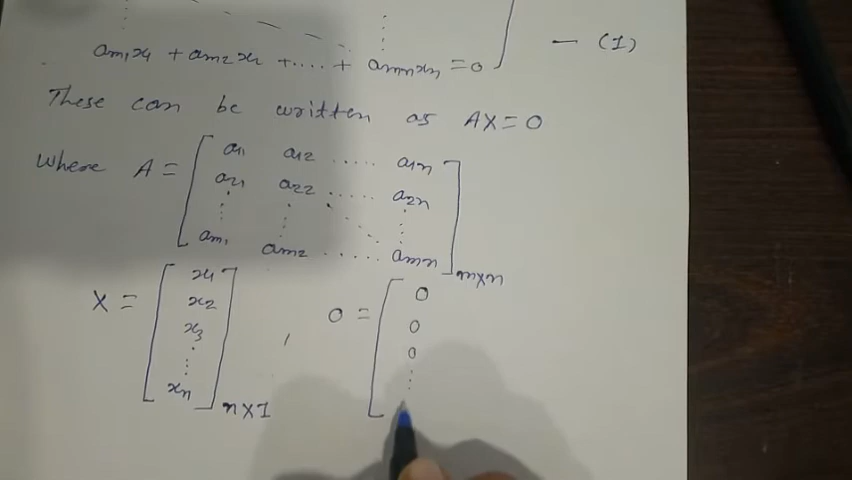 am1x1 + am2x2 + .... + amnxn = 0 — (1)
These can be written as AX = 0
Where A = [ a11 a12 ..... a1n
a21 a22 ..... a2n
am1 am2 ...... amn ] m×n
X = [ x1 x2 x3 ... xn ] n×1 , 0 = [ 0 0 0 ...